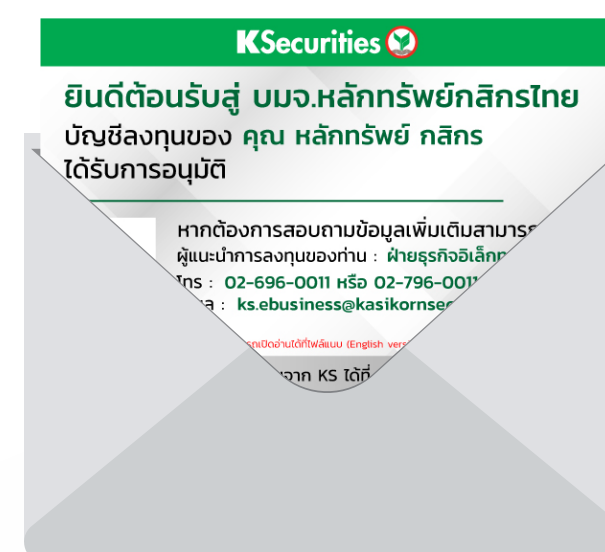 KSecurities
ยินดีต้อนรับสู่ บมจ.หลักทรัพย์กสิกรไทย
บัญชีลงทุนของ คุณ หลักทรัพย์ กสิกร
ได้รับการอนุมัติ
หากต้องการสอบถามข้อมูลเพิ่มเติมสามารถ
ผู้แนะนำการลงทุนของท่าน : ฝ่ายธุรกิจ
โทร : 02-696-0011 หรือ 02-796-0011
: ks.ebusiness@kasikornsec
(English
จาก KS ได้ที่